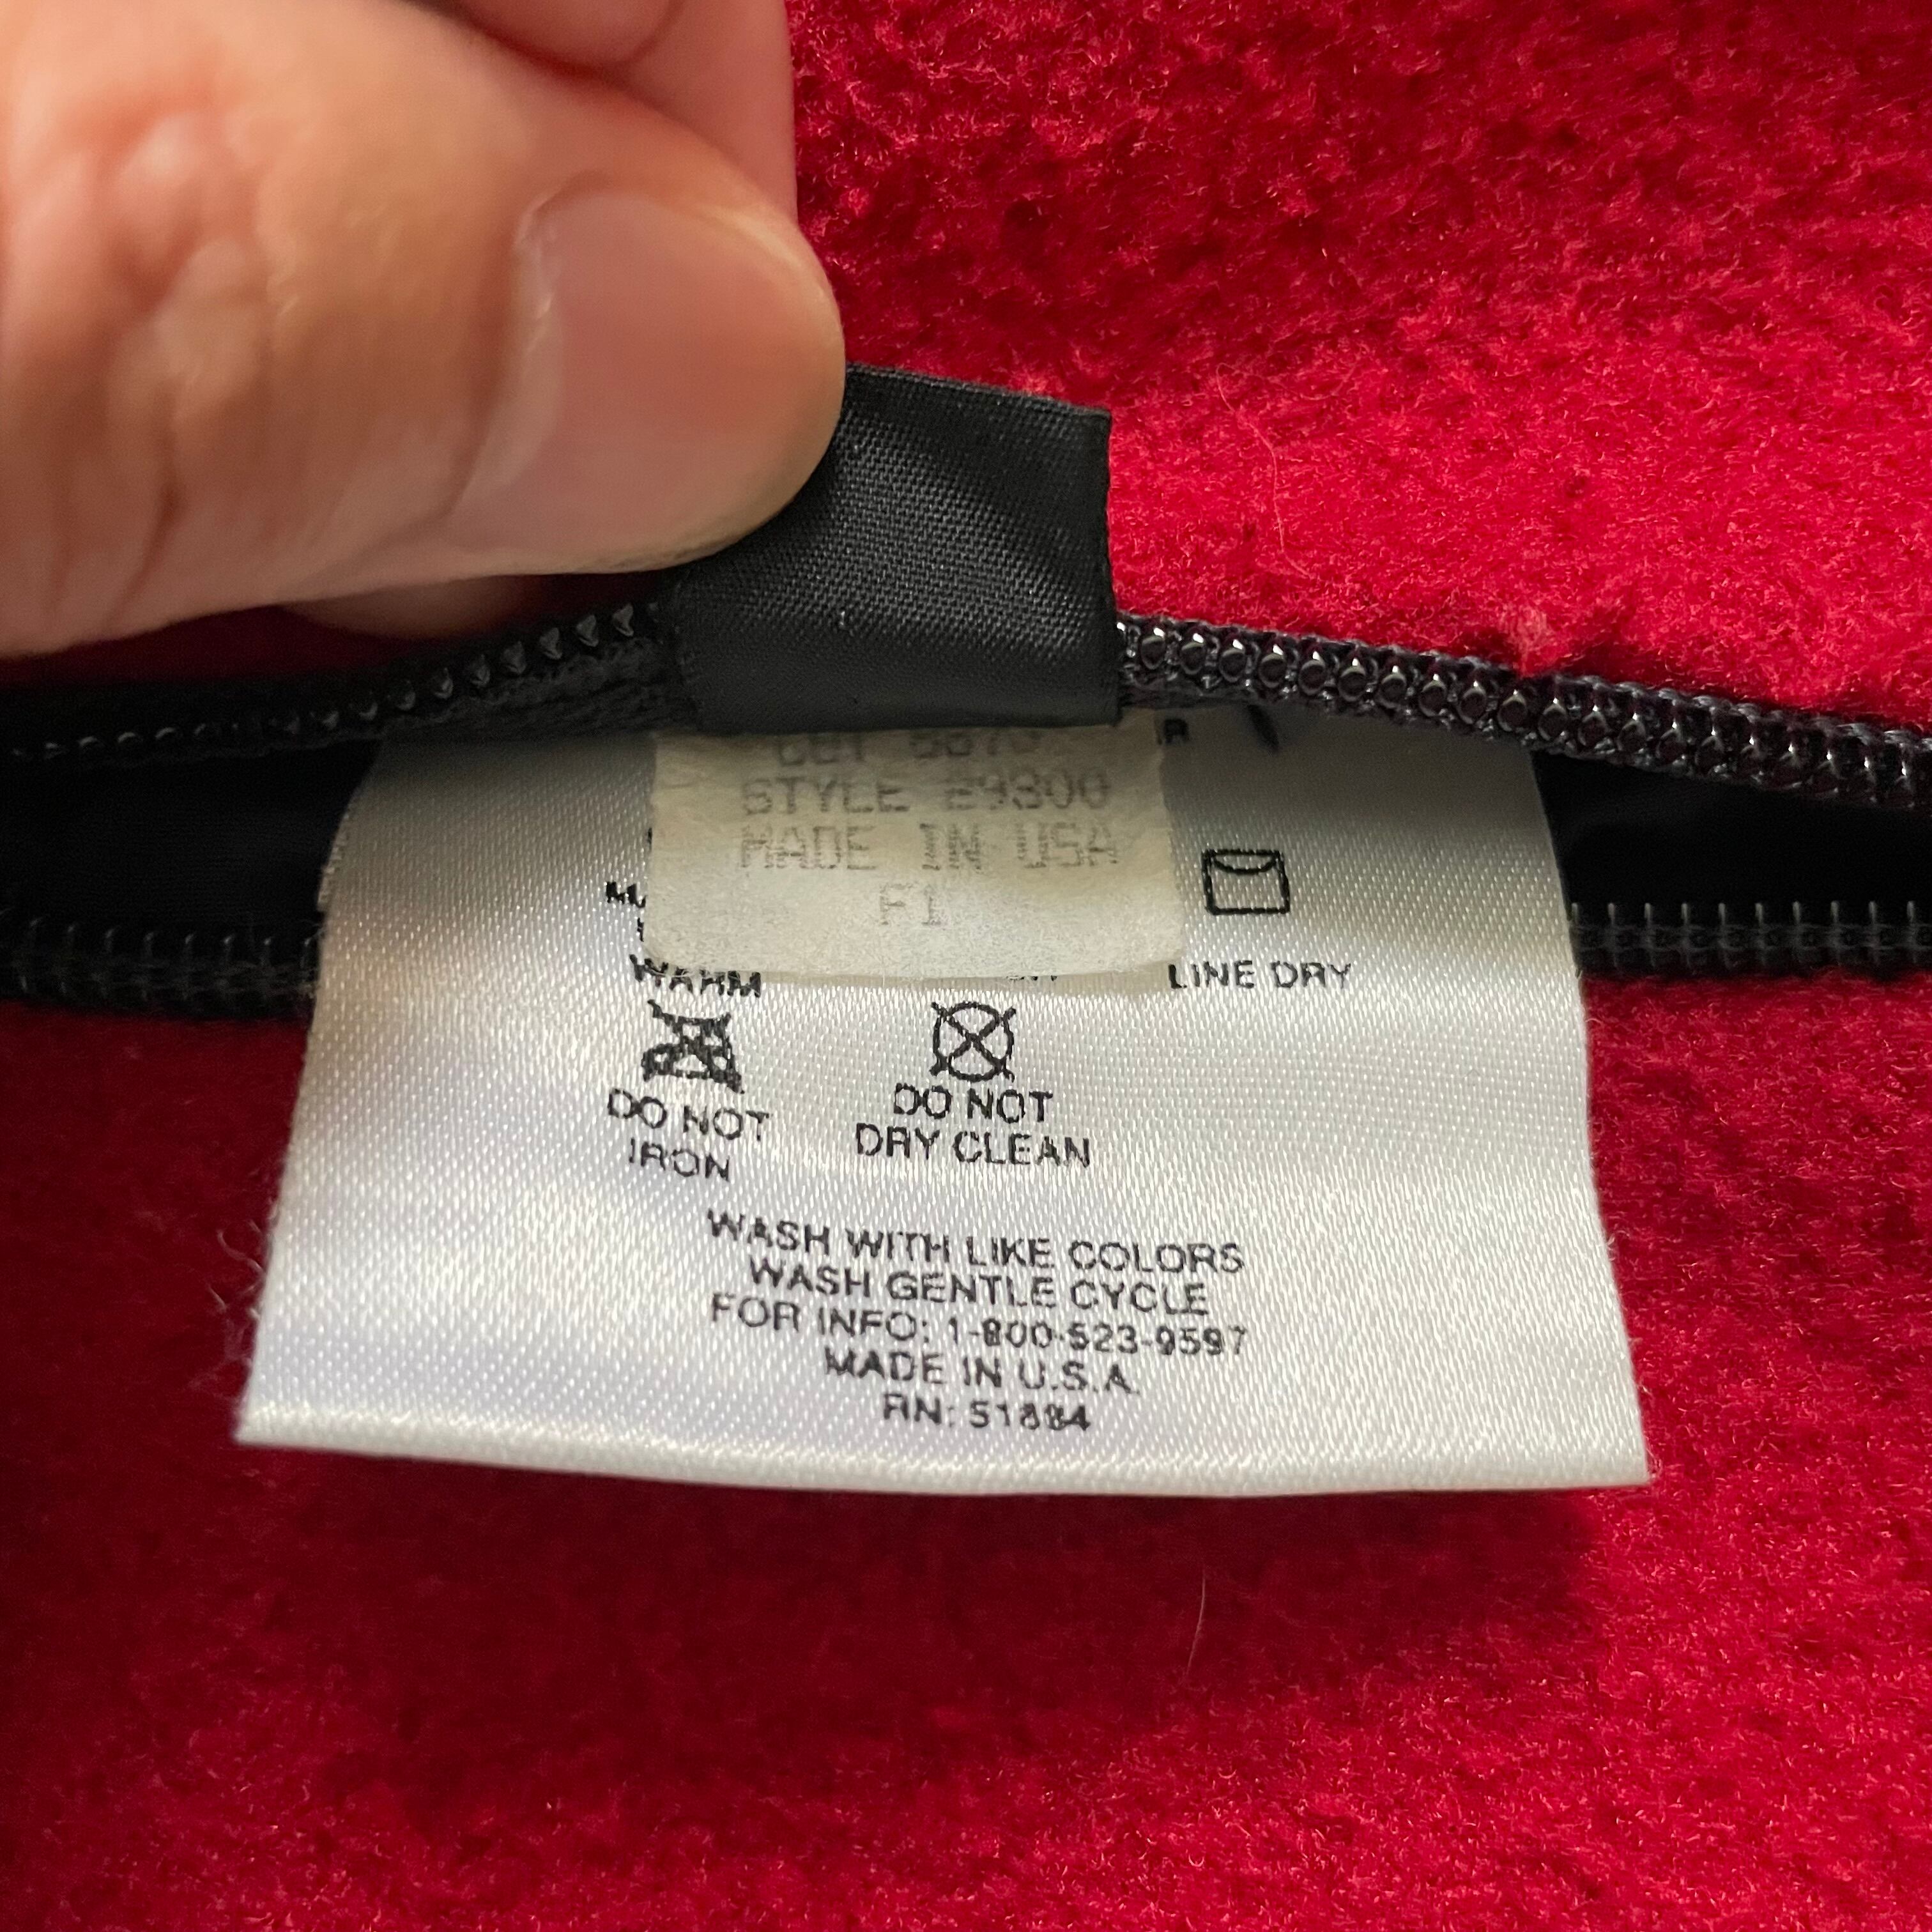 CUT
STYLE 29300
MADE IN USA
F1
WARM
LINE DRY
DO NOT
IRON
DO NOT
DRY CLEAN
WASH WITH LIKE COLORS
WASH GENTLE CYCLE
FOR INFO: 1-800-523-9597
MADE IN U.S.A.
RN: 51884